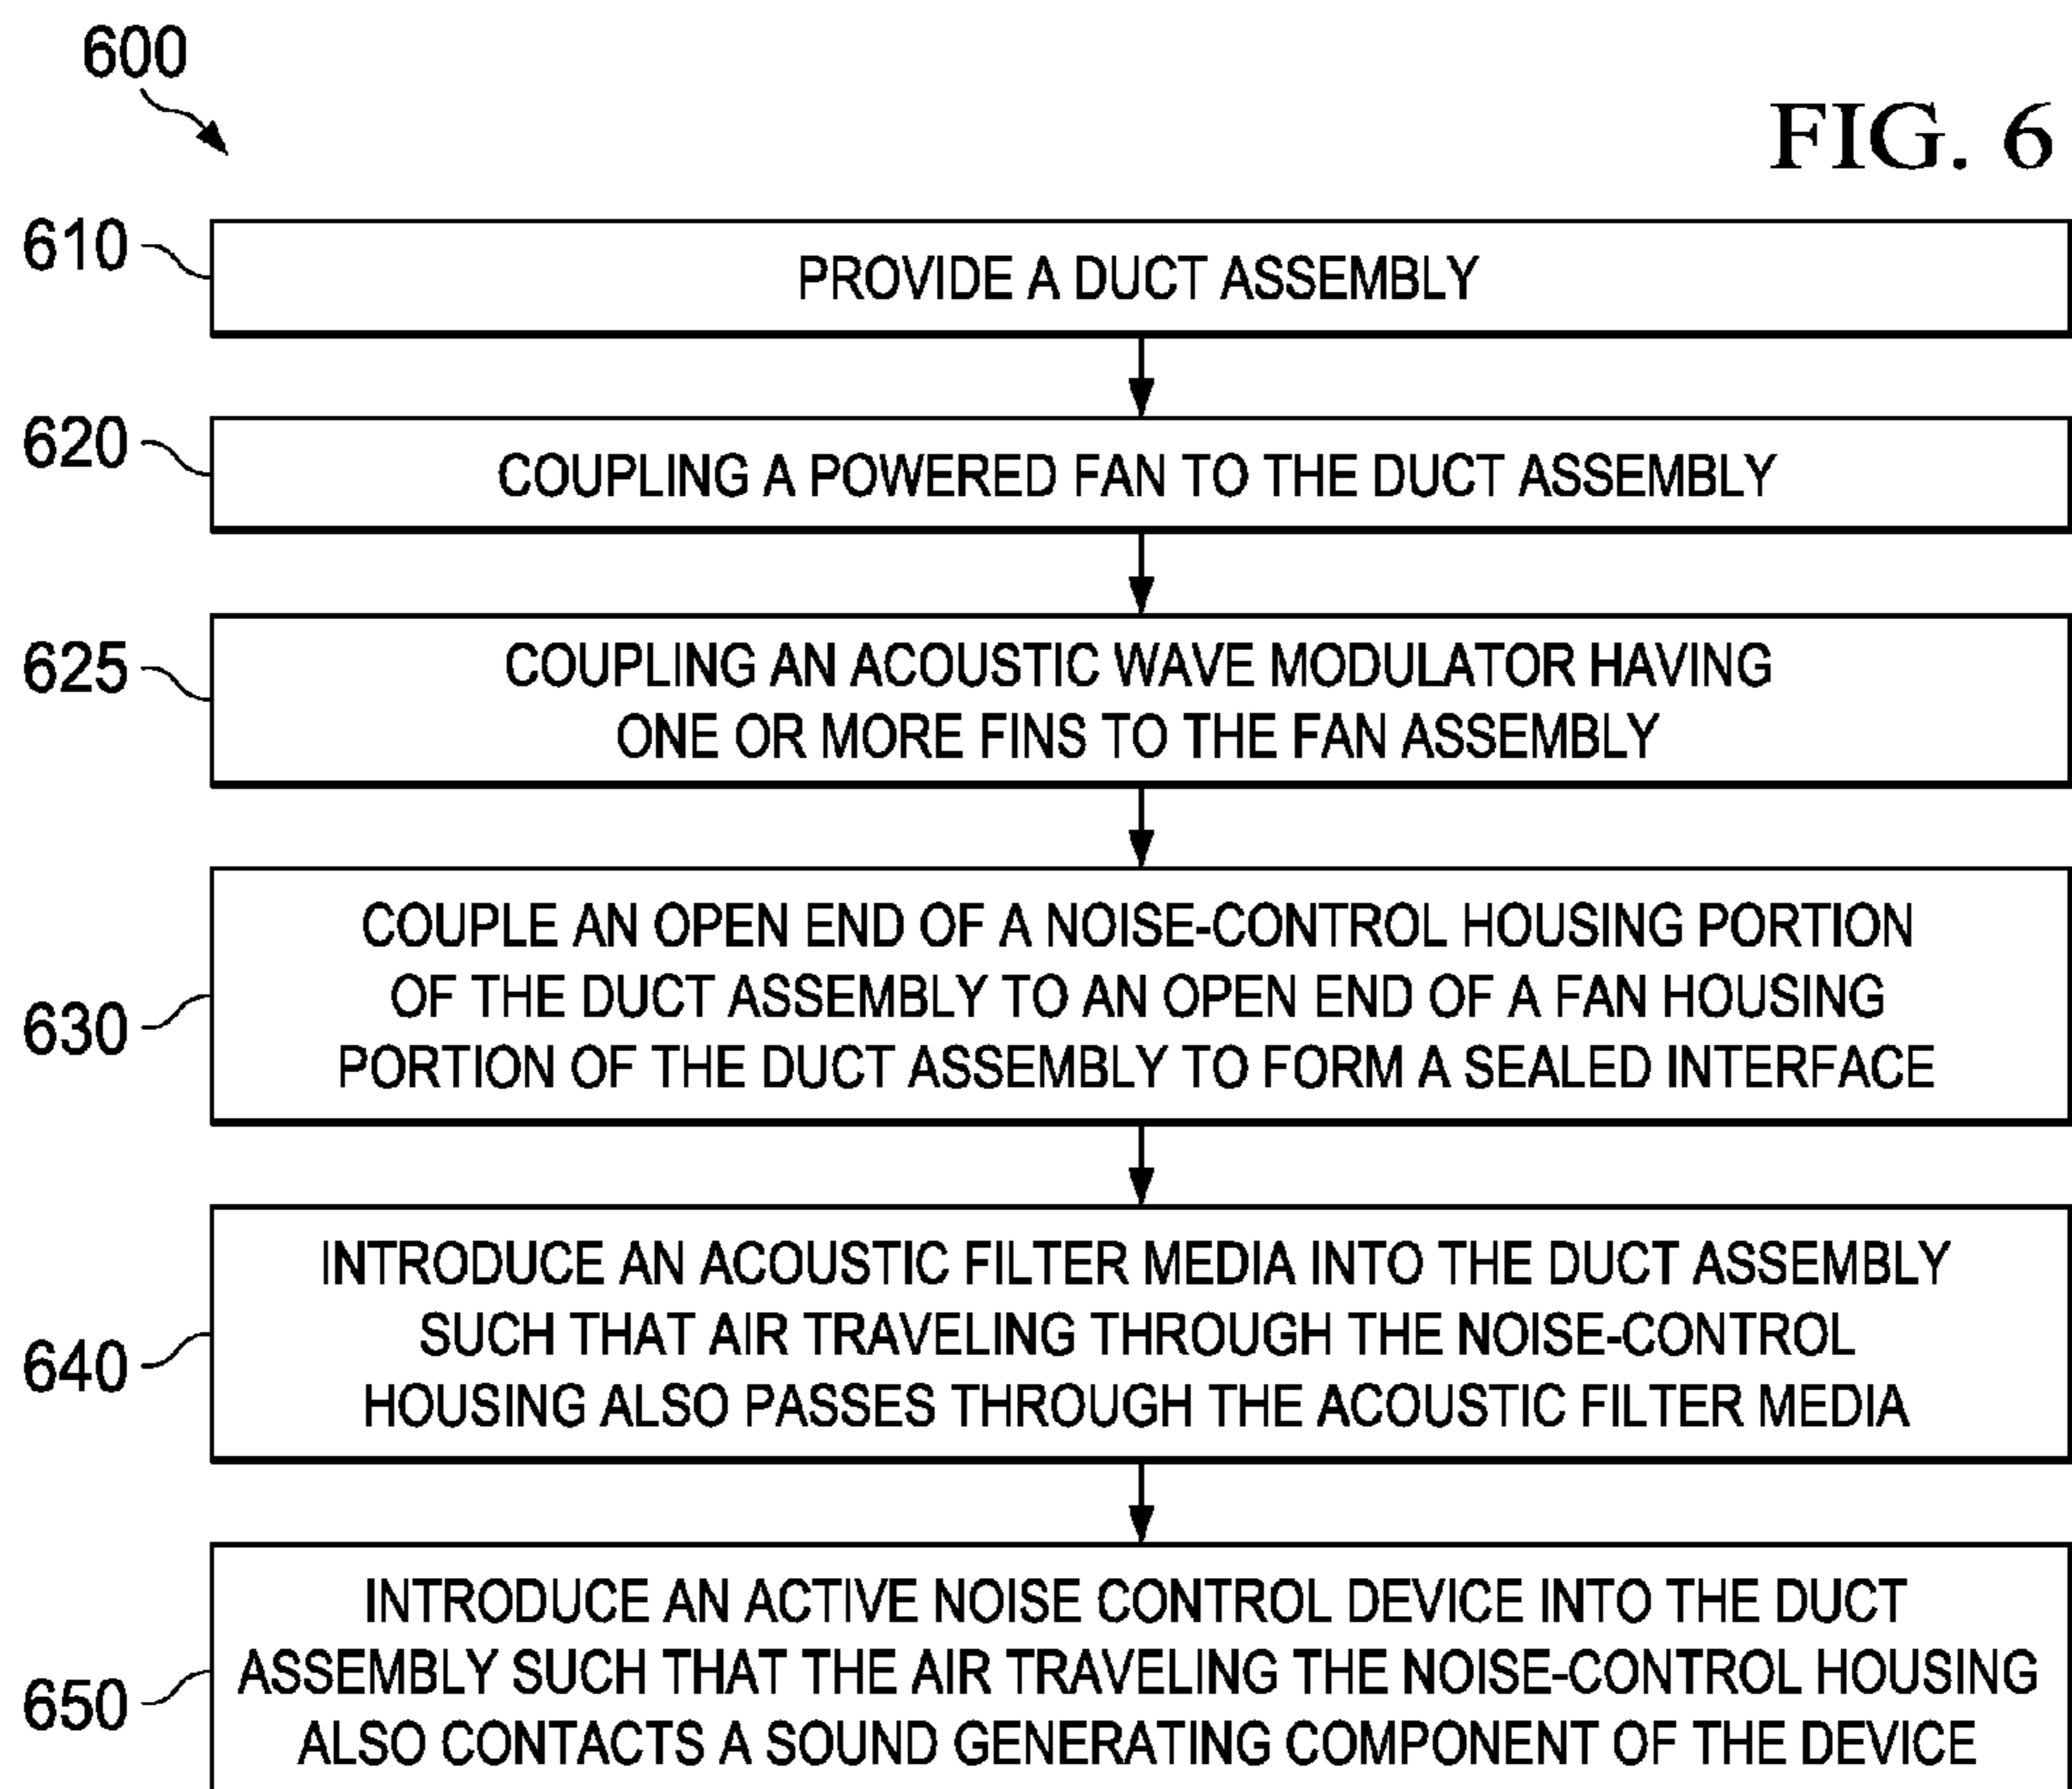 600
FIG. 6
610
PROVIDE A DUCT ASSEMBLY
620
COUPLING A POWERED FAN TO THE DUCT ASSEMBLY
625
COUPLING AN ACOUSTIC WAVE MODULATOR HAVING
ONE OR MORE FINS TO THE FAN ASSEMBLY
630
COUPLE AN OPEN END OF A NOISE-CONTROL HOUSING PORTION
OF THE DUCT ASSEMBLY TO AN OPEN END OF A FAN HOUSING
PORTION OF THE DUCT ASSEMBLY TO FORM A SEALED INTERFACE
640
INTRODUCE AN ACOUSTIC FILTER MEDIA INTO THE DUCT ASSEMBLY
SUCH THAT AIR TRAVELING THROUGH THE NOISE-CONTROL
HOUSING ALSO PASSES THROUGH THE ACOUSTIC FILTER MEDIA
650
INTRODUCE AN ACTIVE NOISE CONTROL DEVICE INTO THE DUCT
ASSEMBLY SUCH THAT THE AIR TRAVELING THE NOISE-CONTROL HOUSING
ALSO CONTACTS A SOUND GENERATING COMPONENT OF THE DEVICE